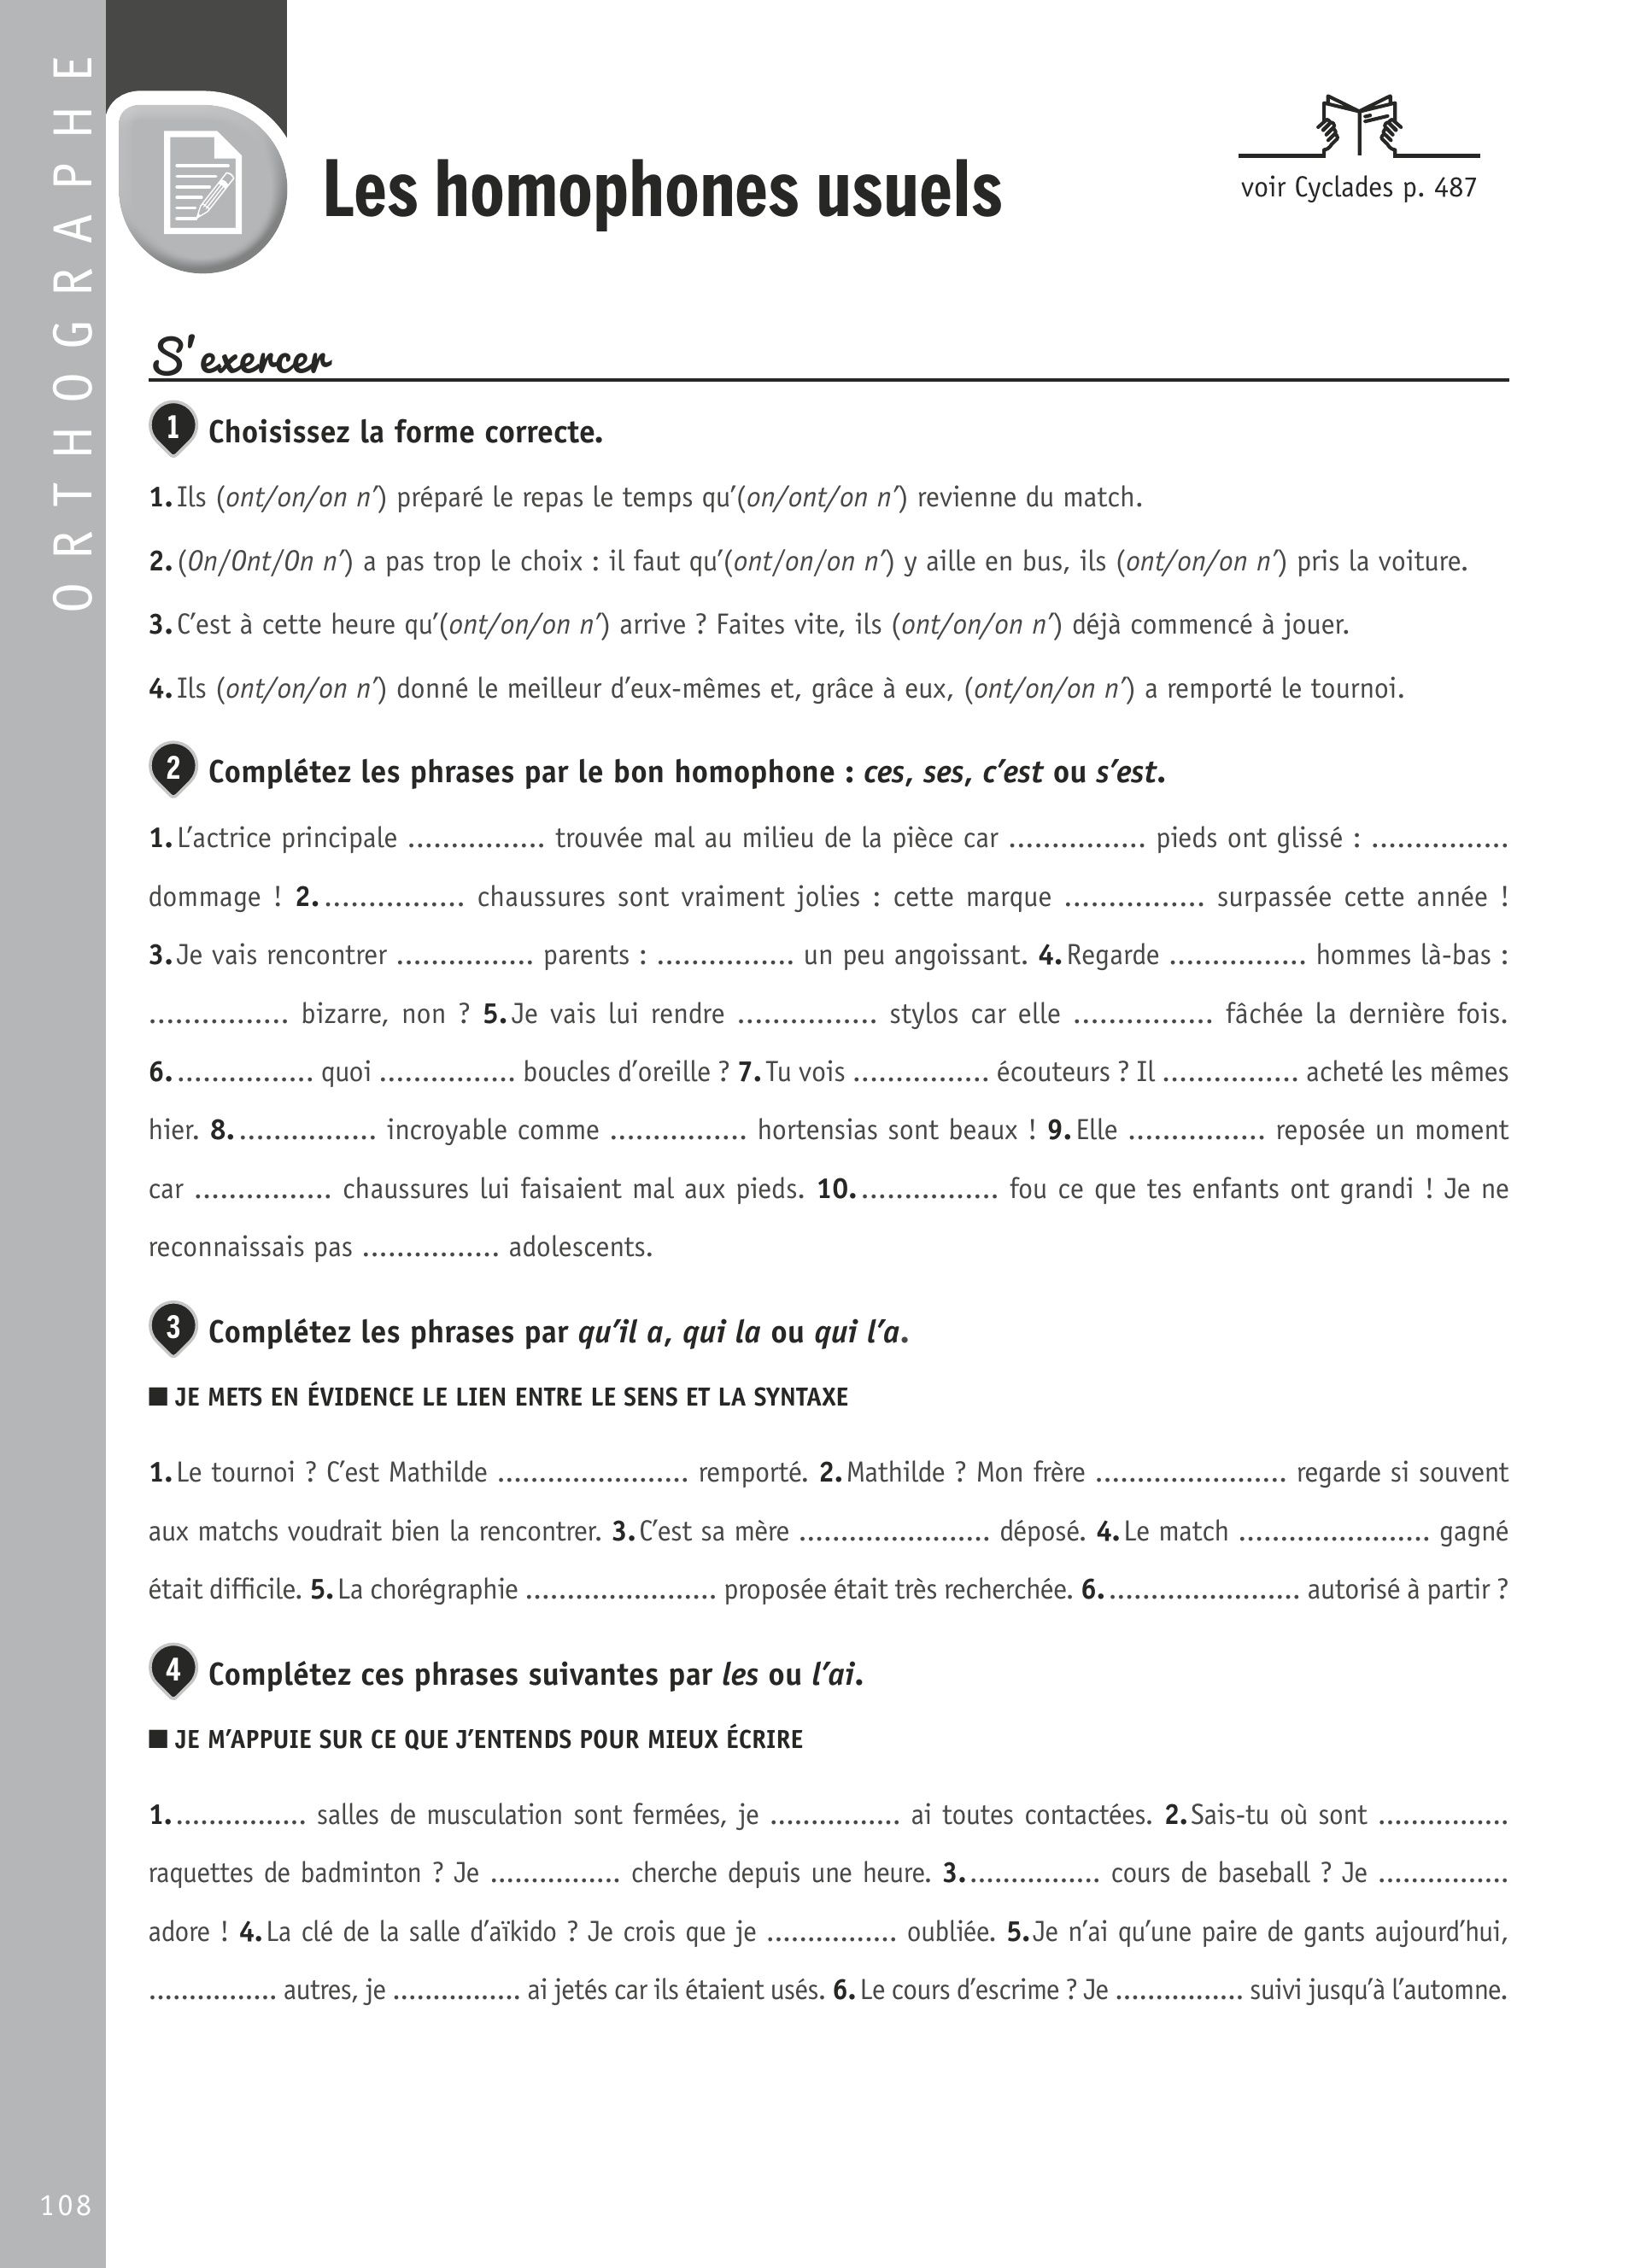 ORTHOGRAPHE
Les homophones usuels
voir Cyclades p. 487
S'exercer
1 Choisissez la forme correcte.
1. Ils (ont/on/on n’) préparé le repas le temps qu’(on/ont/on n’) revienne du match.
2. (On/Ont/On n’) a pas trop le choix : il faut qu’(ont/on/on n’) y aille en bus, ils (ont/on/on n’) pris la voiture.
3. C’est à cette heure qu’(ont/on/on n’) arrive ? Faites vite, ils (ont/on/on n’) déjà commencé à jouer.
4. Ils (ont/on/on n’) donné le meilleur d’eux-mêmes et, grâce à eux, (ont/on/on n’) a remporté le tournoi.
2 Complétez les phrases par le bon homophone : ces, ses, c’est ou s’est.
1. L’actrice principale ................ trouvée mal au milieu de la pièce car ................ pieds ont glissé : ................
dommage ! 2. ................ chaussures sont vraiment jolies : cette marque ................ surpassée cette année !
3. Je vais rencontrer ................ parents : ................ un peu angoissant. 4. Regarde ................ hommes là-bas :
................ bizarre, non ? 5. Je vais lui rendre ................ stylos car elle ................ fâchée la dernière fois.
6. ................ quoi ................ boucles d’oreille ? 7. Tu vois ................ écouteurs ? Il ................ acheté les mêmes
hier. 8. ................ incroyable comme ................ hortensias sont beaux ! 9. Elle ................ reposée un moment
car ................ chaussures lui faisaient mal aux pieds. 10. ................ fou ce que tes enfants ont grandi ! Je ne
reconnaissais pas ................ adolescents.
3 Complétez les phrases par qu’il a, qui la ou qui l’a.
■ JE METS EN ÉVIDENCE LE LIEN ENTRE LE SENS ET LA SYNTAXE
1. Le tournoi ? C’est Mathilde ....................... remporté. 2. Mathilde ? Mon frère ....................... regarde si souvent
aux matchs voudrait bien la rencontrer. 3. C’est sa mère ....................... déposé. 4. Le match ....................... gagné
était difficile. 5. La chorégraphie ....................... proposée était très recherchée. 6. ....................... autorisé à partir ?
4 Complétez ces phrases suivantes par les ou l’ai.
■ JE M’APPUIE SUR CE QUE J’ENTENDS POUR MIEUX ÉCRIRE
1. ................ salles de musculation sont fermées, je ................ ai toutes contactées. 2. Sais-tu où sont ................
raquettes de badminton ? Je ................ cherche depuis une heure. 3. ................ cours de baseball ? Je ................
adore ! 4. La clé de la salle d’aïkido ? Je crois que je ................ oubliée. 5. Je n’ai qu’une paire de gants aujourd’hui,
................ autres, je ................ ai jetés car ils étaient usés. 6. Le cours d’escrime ? Je ................ suivi jusqu’à l’automne.
108